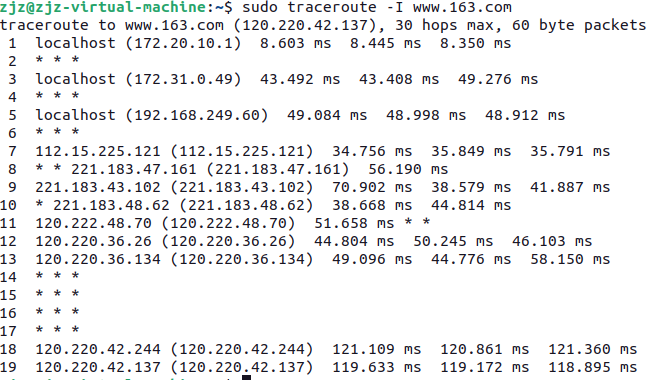 zjz@zjz-virtual-machine:~$ sudo traceroute -I www.163.com
traceroute to www.163.com (120.220.42.137), 30 hops max, 60 byte packets
 1  localhost (172.20.10.1)  8.603 ms  8.445 ms  8.350 ms
 2  * * *
 3  localhost (172.31.0.49)  43.492 ms  43.408 ms  49.276 ms
 4  * * *
 5  localhost (192.168.249.60)  49.084 ms  48.998 ms  48.912 ms
 6  * * *
 7  112.15.225.121 (112.15.225.121)  34.756 ms  35.849 ms  35.791 ms
 8  * * 221.183.47.161 (221.183.47.161)  56.190 ms
 9  221.183.43.102 (221.183.43.102)  70.902 ms  38.579 ms  41.887 ms
10  * 221.183.48.62 (221.183.48.62)  38.668 ms  44.814 ms
11  120.222.48.70 (120.222.48.70)  51.658 ms * *
12  120.220.36.26 (120.220.36.26)  44.804 ms  50.245 ms  46.103 ms
13  120.220.36.134 (120.220.36.134)  49.096 ms  44.776 ms  58.150 ms
14  * * *
15  * * *
16  * * *
17  * * *
18  120.220.42.244 (120.220.42.244)  121.109 ms  120.861 ms  121.360 ms
19  120.220.42.137 (120.220.42.137)  119.633 ms  119.172 ms  118.895 ms